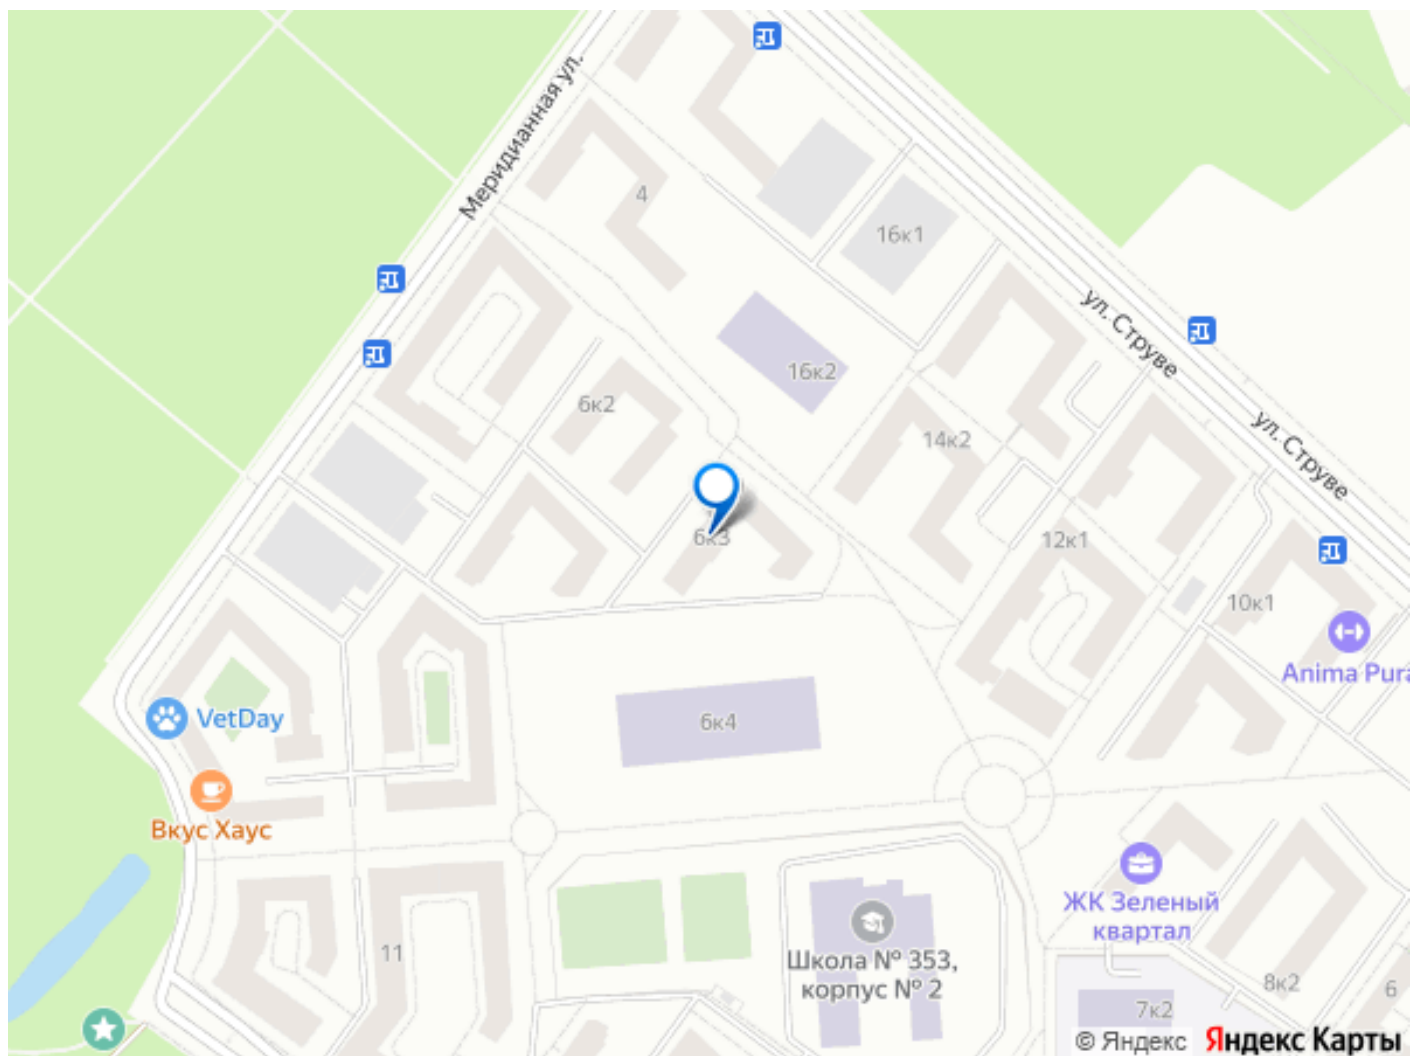 Меридианная ул.
4
16к1
ул. Струве
16к2
6к2
14к2
ул. Струве
6к3
12к1
10к1
Anima Pura
VetDay
6к4
Вкус Хаус
ЖК Зеленый
квартал
11
Школа № 353,
корпус № 2
8к2
6
7к2
© Яндекс Яндекс Карты